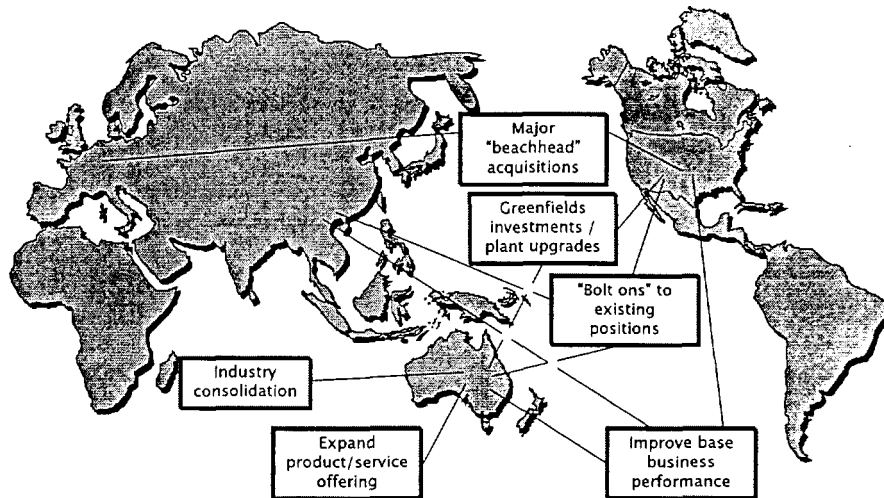 Major
"beachhead"
acquisitions
Greenfields
investments /
plant upgrades
"Bolt ons" to
existing
positions
Industry
consolidation
Expand
product/service
offering
Improve base
business
performance